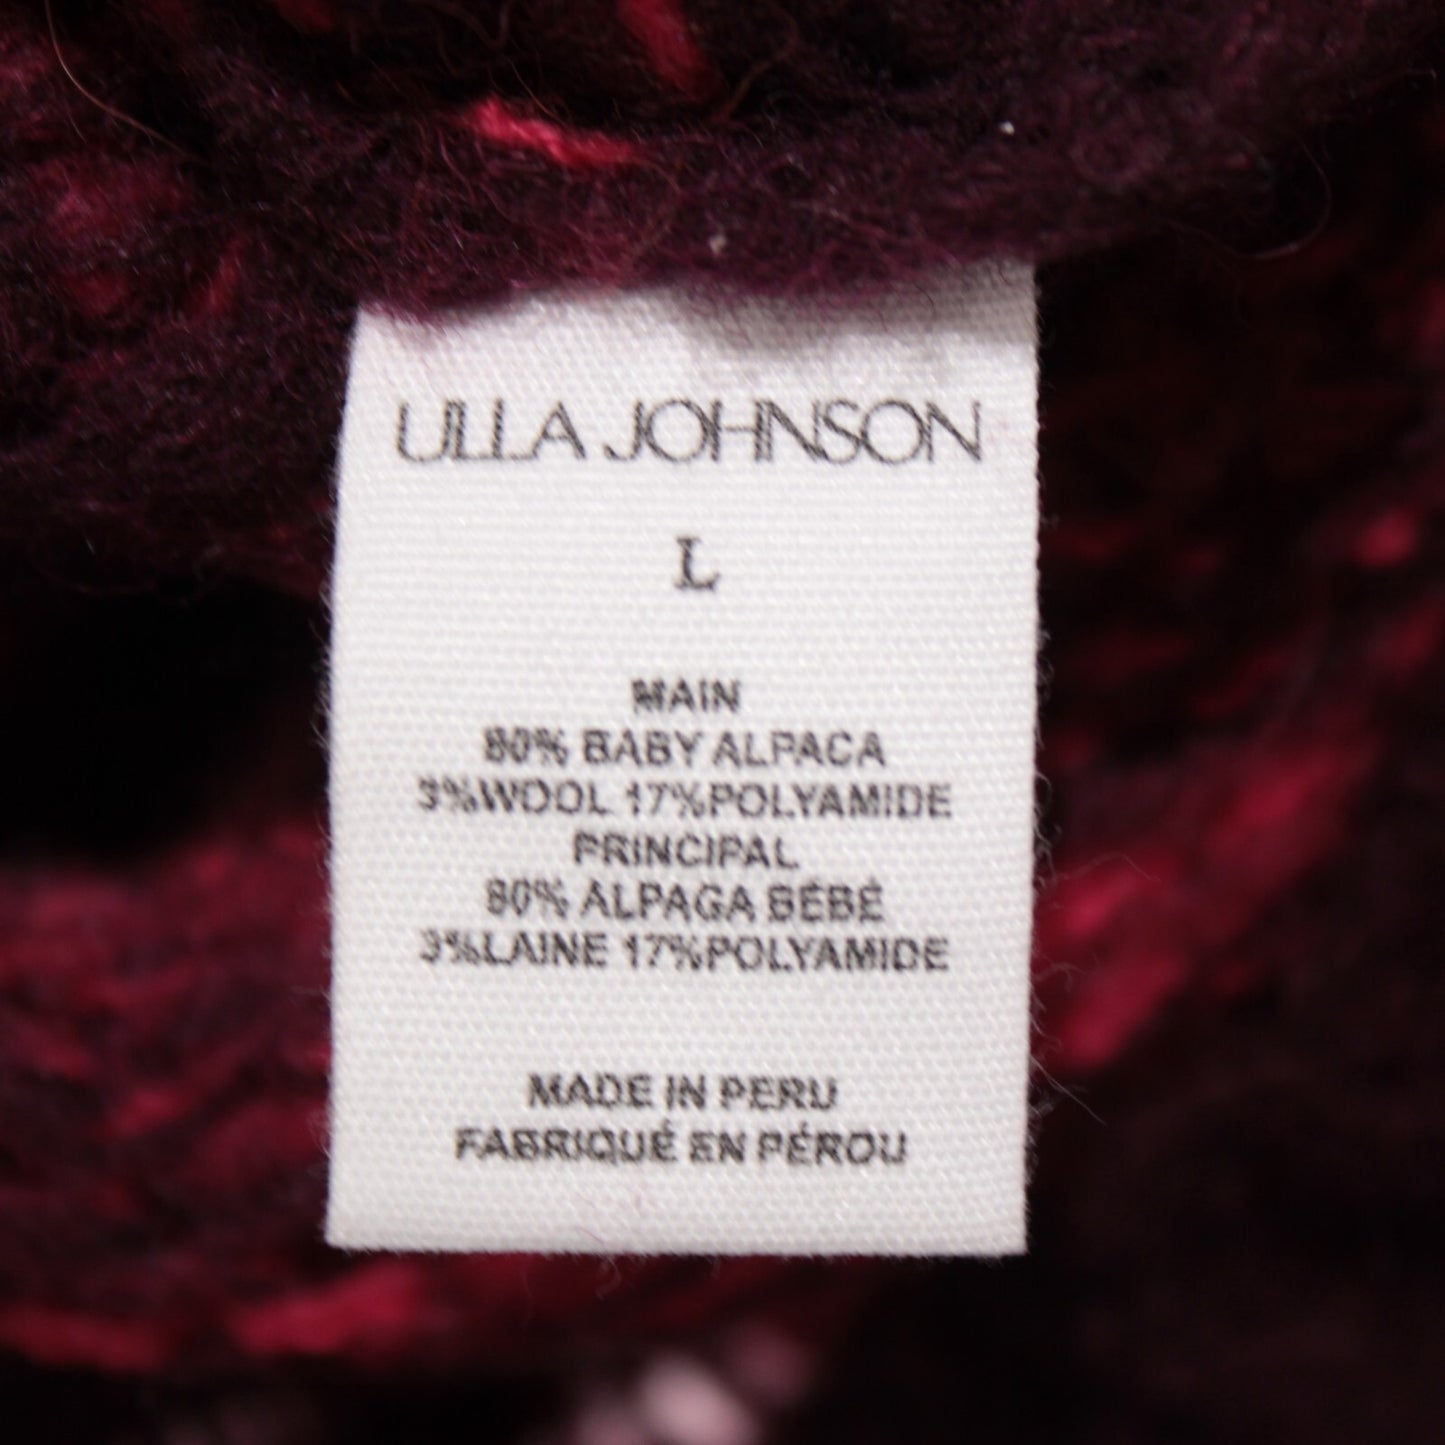 ULLA JOHNSON
L
MAIN
80% BABY ALPACA
3%WOOL 17%POLYAMIDE
PRINCIPAL
80% ALPAGA BÉBÉ
3%LAINE 17%POLYAMIDE
MADE IN PERU
FABRIQUÉ EN PÉROU